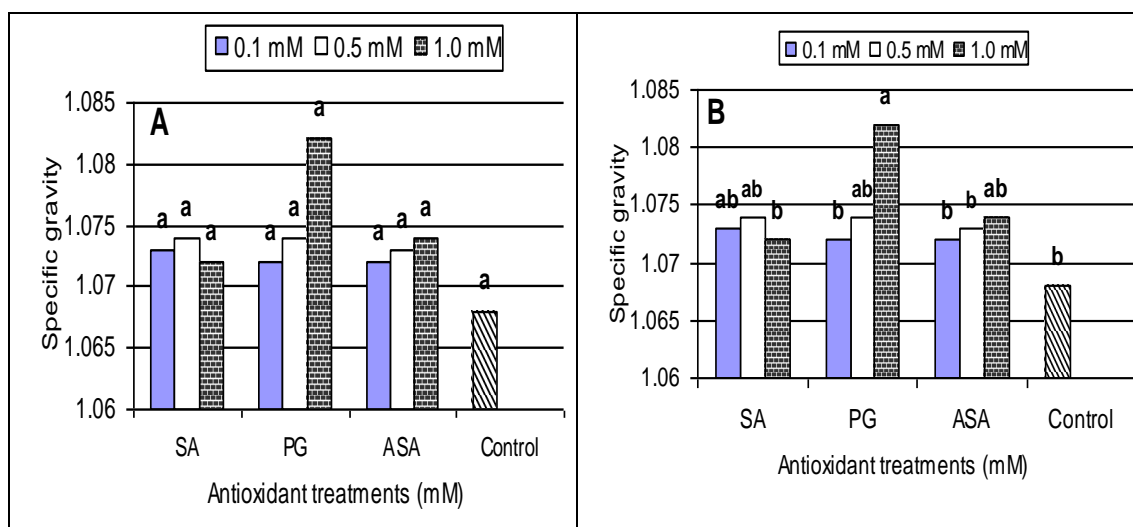 0.1 mM 0.5 mM 1.0 mM
A
Specific gravity
1.085
1.08
1.075
1.07
1.065
1.06
a a a a a a a a a a
SA PG ASA Control
Antioxidant treatments (mM)
0.1 mM 0.5 mM 1.0 mM
B
Specific gravity
1.085
1.08
1.075
1.07
1.065
1.06
ab ab b b ab a b b ab b
SA PG ASA Control
Antioxidant treatments (mM)